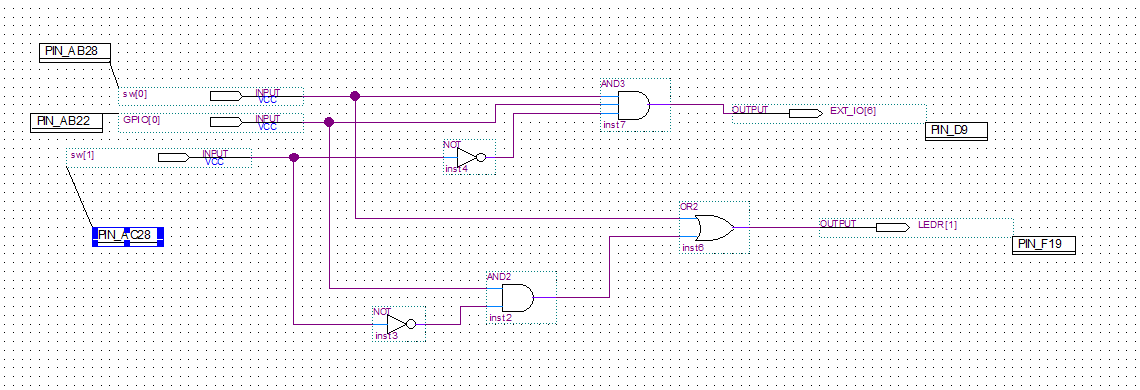 PIN_AB28
sw[0]
INPUT
VCC
PIN_AB22
GPIO[0]
INPUT
VCC
sw[1]
INPUT
VCC
PIN_AC28
NOT
inst4
AND3
inst7
OUTPUT
EXT_IO[6]
PIN_D9
OR2
inst6
OUTPUT
LEDR[1]
PIN_F19
AND2
inst2
NOT
inst3